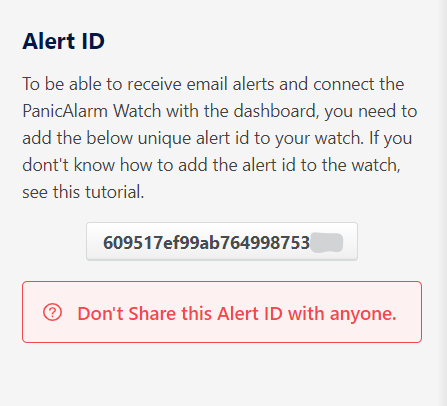 Alert ID
To be able to receive email alerts and connect the
PanicAlarm Watch with the dashboard, you need to
add the below unique alert id to your watch. If you
dont't know how to add the alert id to the watch,
see this tutorial.
609517ef99ab764998753
Don't Share this Alert ID with anyone.